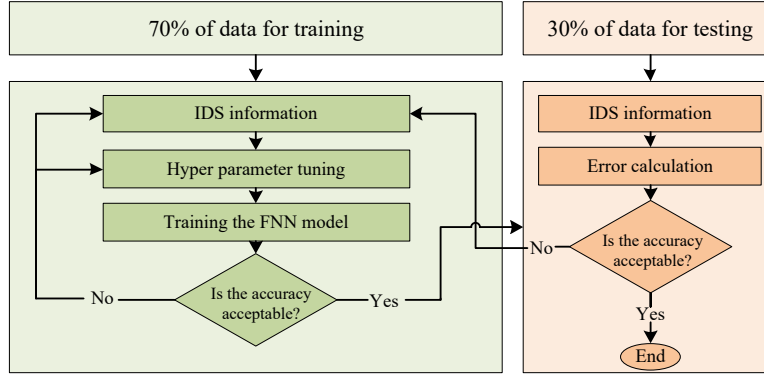 70% of data for training
IDS information
Hyper parameter tuning
Training the FNN model
Is the accuracy
acceptable?
No
Yes
30% of data for testing
IDS information
Error calculation
Is the accuracy
acceptable?
No
Yes
End